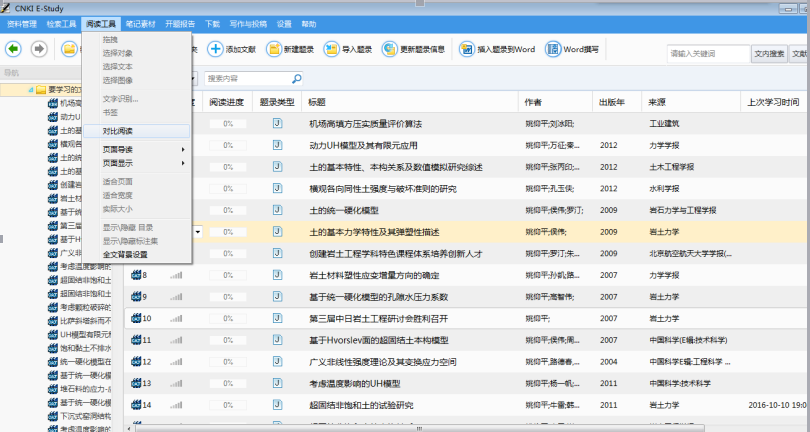 CNKI E-Study
资料管理 检索工具 阅读工具 笔记素材 开题报告 下载 写作与投稿 设置 帮助
添加文献 新建题录 导入题录 更新题录信息 插入题录到Word Word撰写 请输入关键词 文内搜索 文献
导航
拖拽
选择对象
选择文本
选择图像
文字识别...
书签
对比阅读
页面导读
页面显示
适合页面
适合宽度
实际大小
显示\隐藏 目录
显示\隐藏标注集
全文背景设置
要学习的文
机场高
动力U
土的基
横观各
土的统
土的基
创建岩
岩土材
基于统
第三届
基于H
广义非
考虑温度影响的
超固结非饱和土
超固结非饱和土
考虑颗粒破碎的
比萨斜塔斜而不
UH模型有限元
饱和黏土不排水
统一硬化模型在
基于统一硬化模
堆石料的应力-应
基于统一硬化模
下沉式窑洞结构
考虑温度影响的
搜索内容
度 阅读进度 题录类型 标题 作者 出版年 来源 上次学习时间
0% J 机场高填方压实质量评价算法 姚仰平;刘冰阳; 工业建筑
0% J 动力UH模型及其有限元应用 姚仰平;万征;秦... 2012 力学学报
0% J 土的基本特性、本构关系及数值模拟研究综述 姚仰平;张丙印;... 2012 土木工程学报
0% J 横观各向同性土强度与破坏准则的研究 姚仰平;孔玉侠; 2012 水利学报
0% J 土的统一硬化模型 姚仰平;侯伟;罗汀; 2009 岩石力学与工程学报
0% J 土的基本力学特性及其弹塑性描述 姚仰平;侯伟; 2009 岩土力学
0% J 创建岩土工程学科特色课程体系培养创新人才 姚仰平;罗汀;朱... 2009 北京航空航天大学学报(...
8 0% J 岩土材料塑性应变增量方向的确定 姚仰平;孙凯;路... 2007 力学学报
9 0% J 基于统一硬化模型的孔隙水压力系数 姚仰平;高智伟; 2007 岩土力学
10 0% J 第三届中日岩土工程研讨会胜利召开 姚仰平; 2007 岩土力学
11 0% J 基于Hvorslev面的超固结土本构模型 姚仰平;侯伟;周... 2007 中国科学(E辑:技术科学)
12 0% J 广义非线性强度理论及其变换应力空间 姚仰平,路德春,... 2004 中国科学E辑:工程科学 ...
13 0% J 考虑温度影响的UH模型 姚仰平;杨一帆;... 2011 中国科学:技术科学
14 0% J 超固结非饱和土的试验研究 姚仰平;牛雷;韩... 2011 岩土力学 2016-10-10 19:0